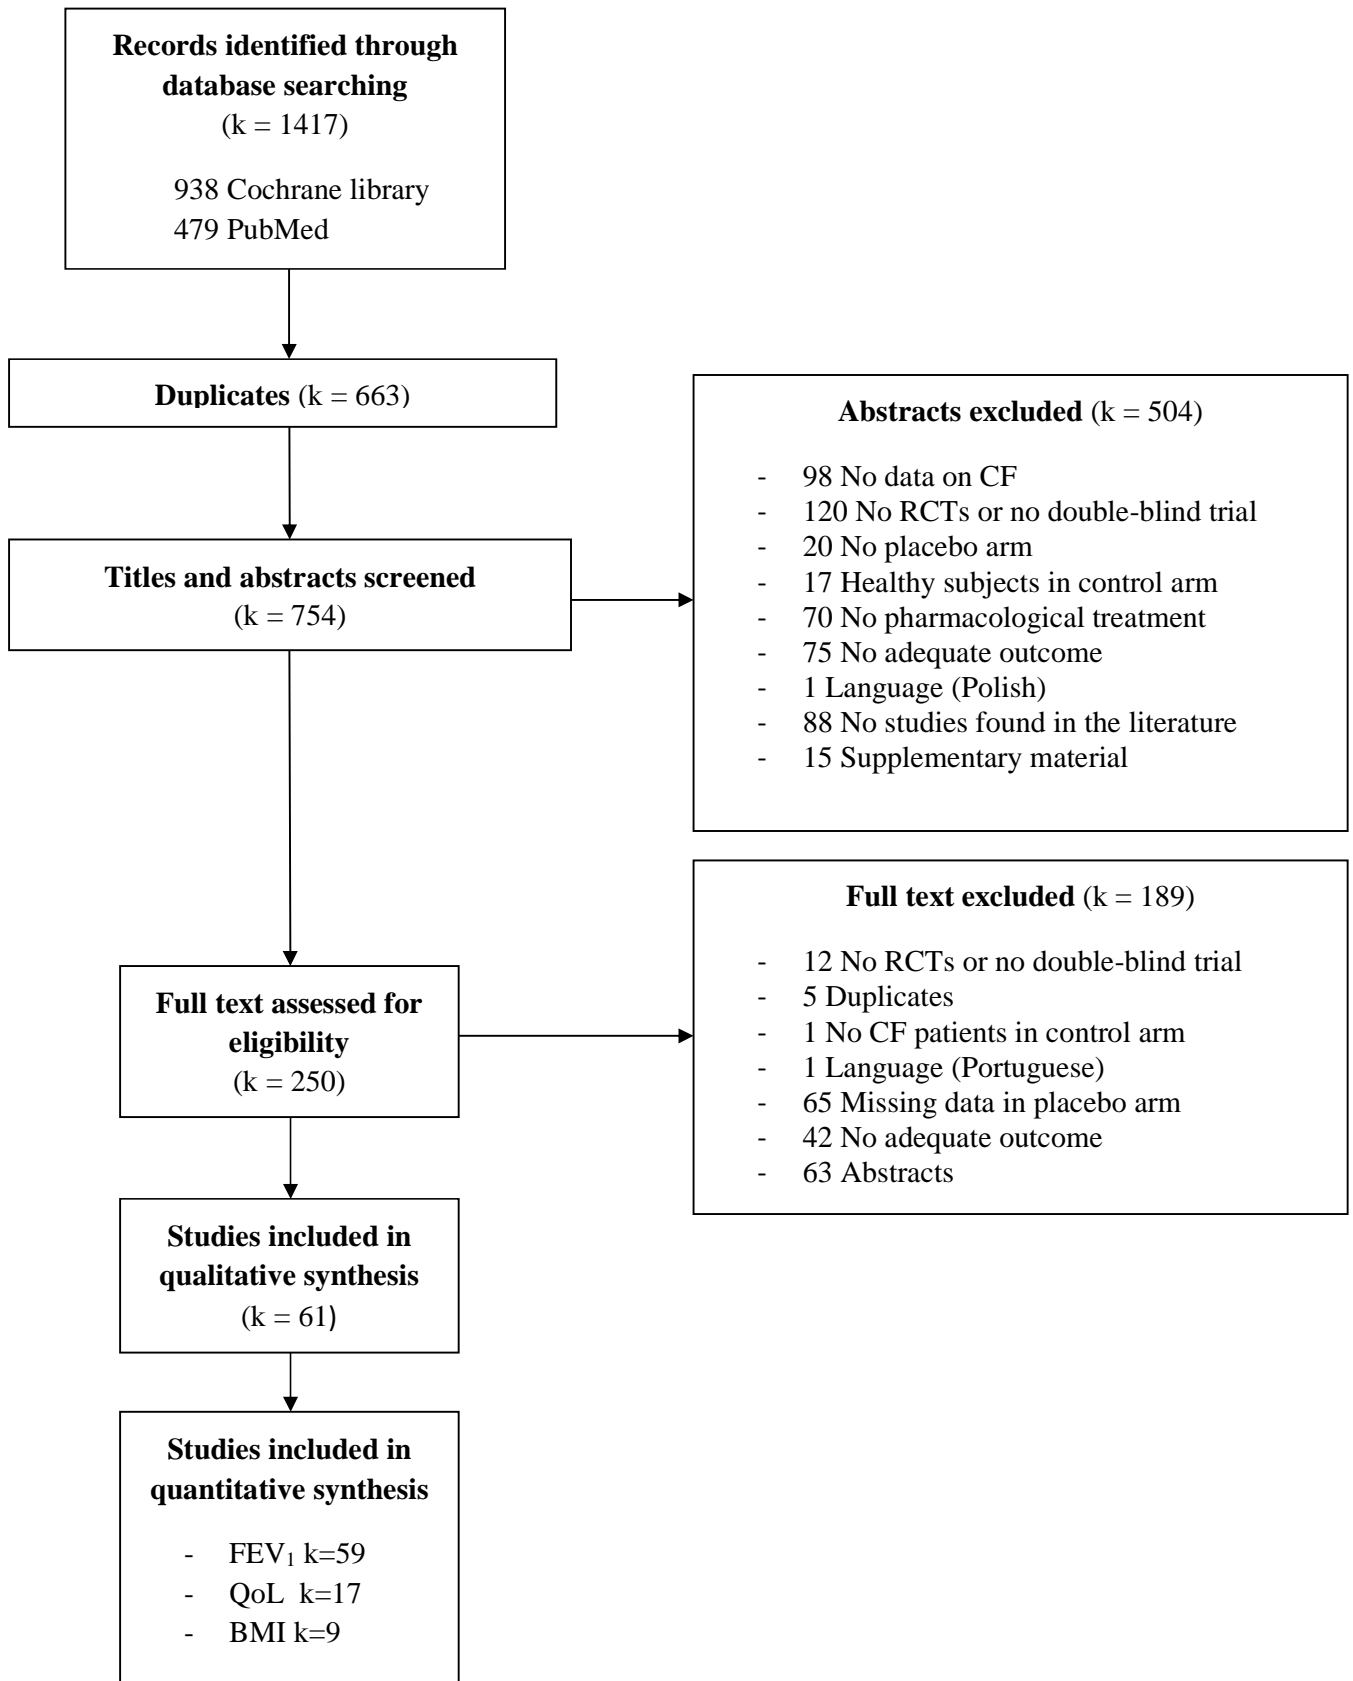 Records identified through
database searching
(k = 1417)
938 Cochrane library
479 PubMed
Duplicates (k = 663)
Titles and abstracts screened
(k = 754)
Abstracts excluded (k = 504)
- 98 No data on CF
- 120 No RCTs or no double-blind trial
- 20 No placebo arm
- 17 Healthy subjects in control arm
- 70 No pharmacological treatment
- 75 No adequate outcome
- 1 Language (Polish)
- 88 No studies found in the literature
- 15 Supplementary material
Full text assessed for
eligibility
(k = 250)
Full text excluded (k = 189)
- 12 No RCTs or no double-blind trial
- 5 Duplicates
- 1 No CF patients in control arm
- 1 Language (Portuguese)
- 65 Missing data in placebo arm
- 42 No adequate outcome
- 63 Abstracts
Studies included in
qualitative synthesis
(k = 61)
Studies included in
quantitative synthesis
- FEV₁ k=59
- QoL k=17
- BMI k=9